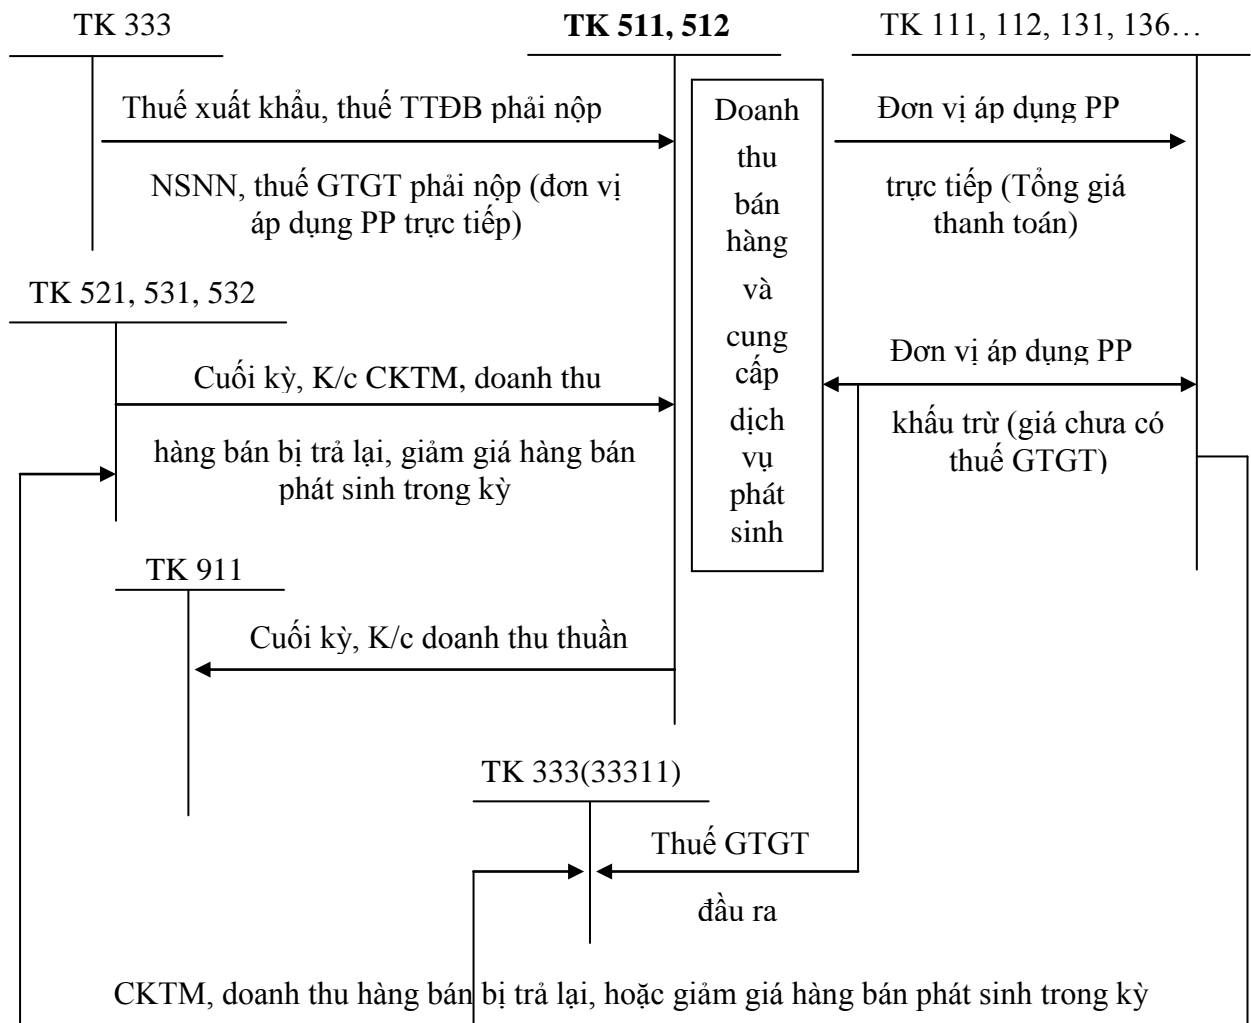 TK 333
TK 511, 512
TK 111, 112, 131, 136…
Thuế xuất khẩu, thuế TTĐB phải nộp
NSNN, thuế GTGT phải nộp (đơn vị
áp dụng PP trực tiếp)
Doanh
thu
bán
hàng
và
cung
cấp
dịch
vụ
phát
sinh
Đơn vị áp dụng PP
trực tiếp (Tổng giá
thanh toán)
TK 521, 531, 532
Cuối kỳ, K/c CKTM, doanh thu
hàng bán bị trả lại, giảm giá hàng bán
phát sinh trong kỳ
Đơn vị áp dụng PP
khấu trừ (giá chưa có
thuế GTGT)
TK 911
Cuối kỳ, K/c doanh thu thuần
TK 333(33311)
Thuế GTGT
đầu ra
CKTM, doanh thu hàng bán bị trả lại, hoặc giảm giá hàng bán phát sinh trong kỳ